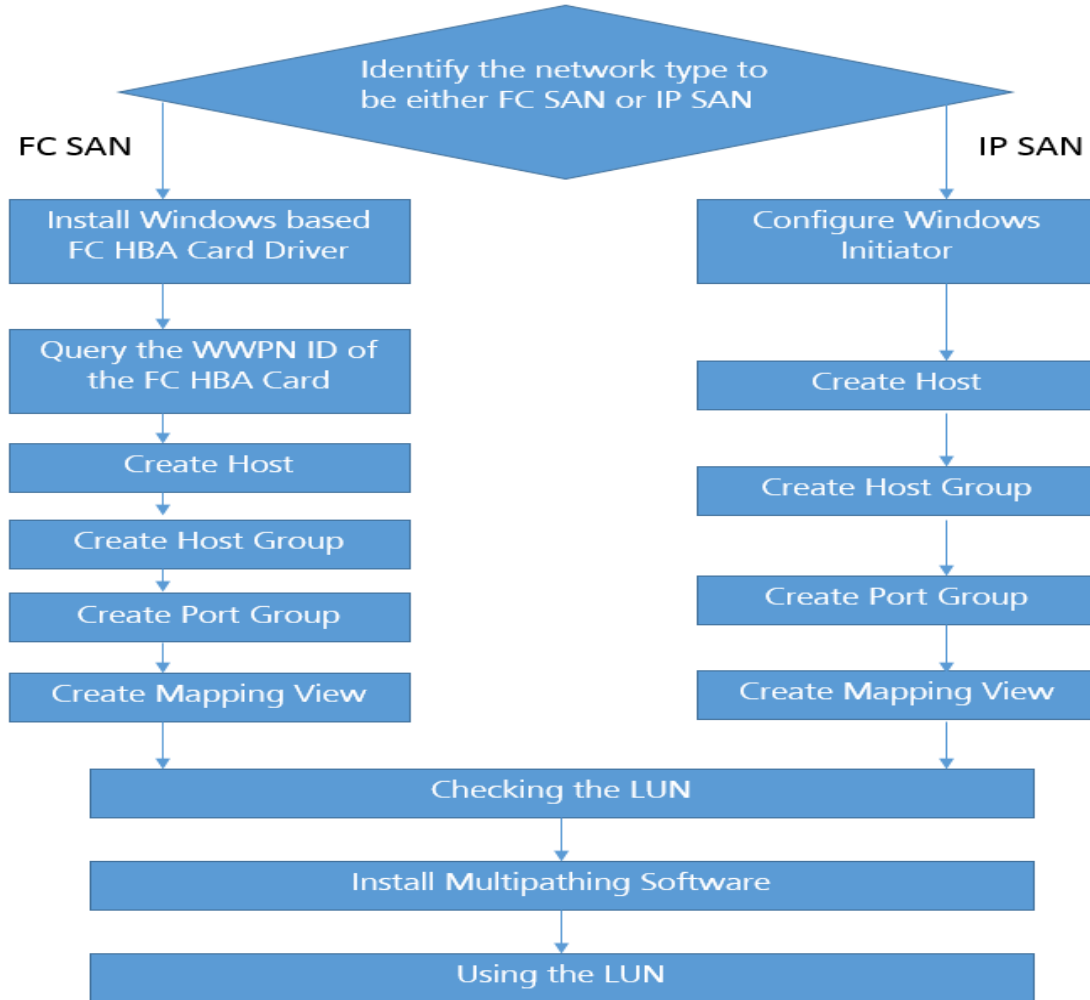 Identify the network type to
be either FC SAN or IP SAN
FC SAN
IP SAN
Install Windows based
FC HBA Card Driver
Query the WWPN ID of
the FC HBA Card
Create Host
Create Host Group
Create Port Group
Create Mapping View
Configure Windows
Initiator
Create Host
Create Host Group
Create Port Group
Create Mapping View
Checking the LUN
Install Multipathing Software
Using the LUN